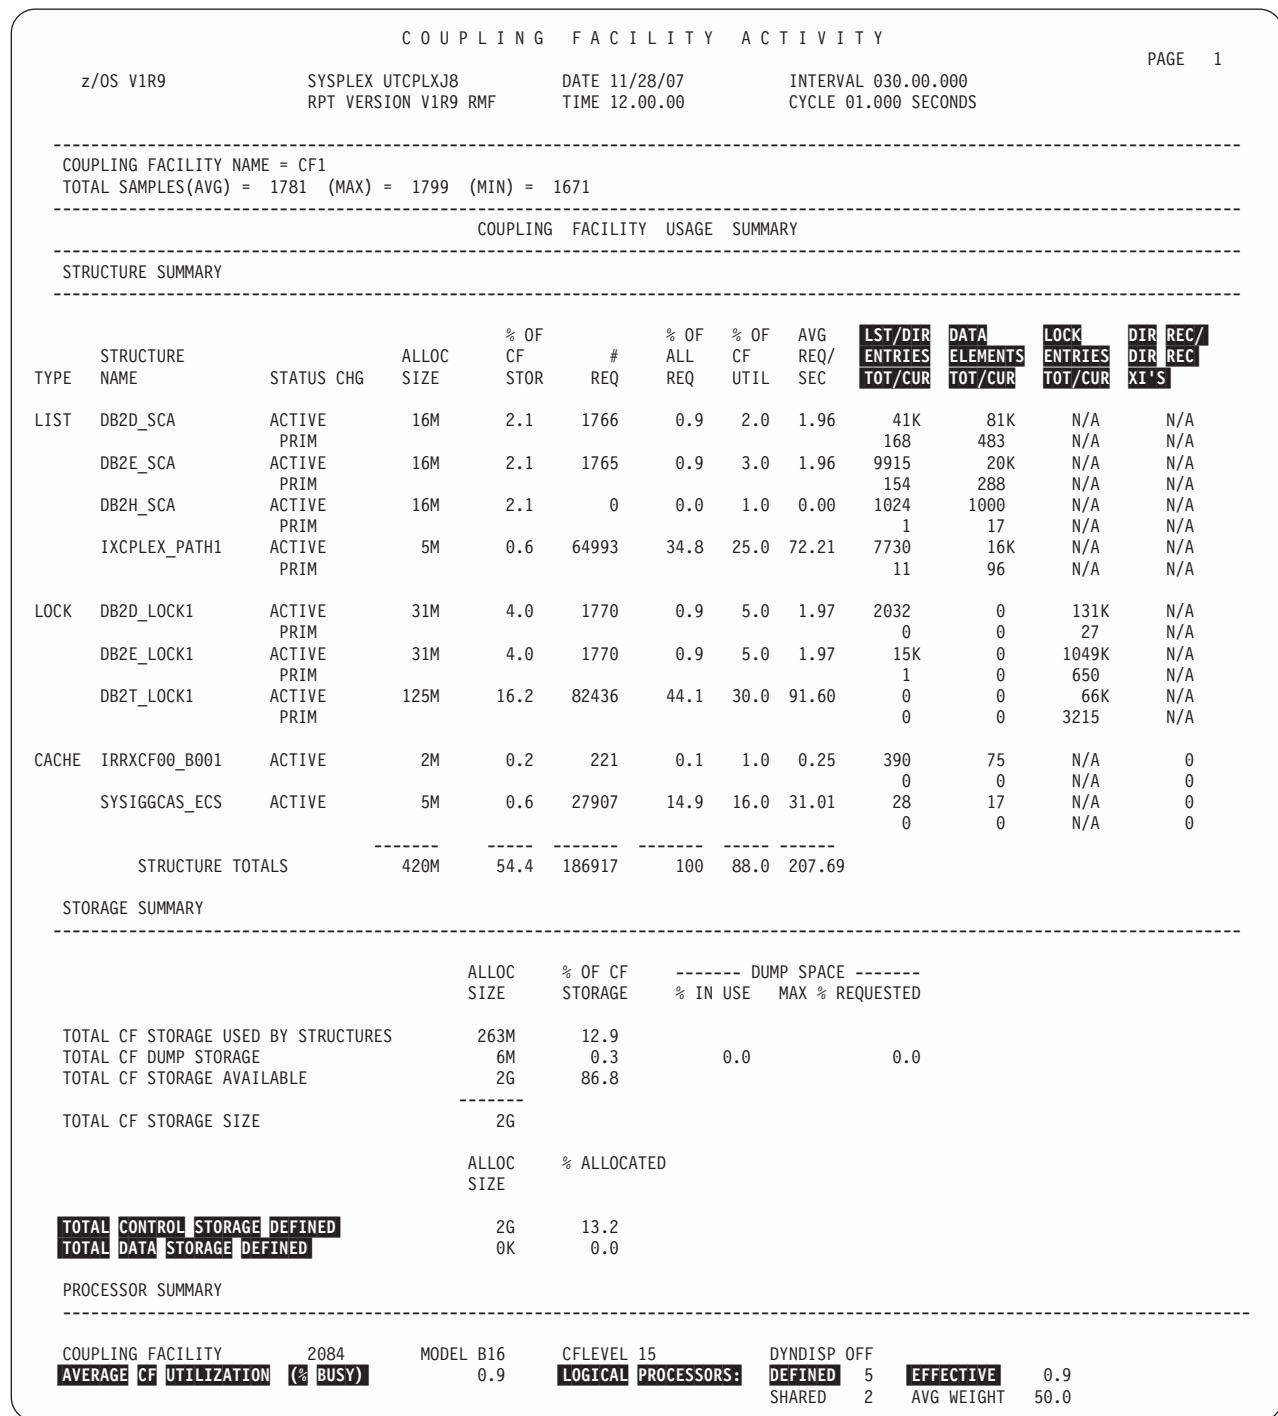 C O U P L I N G   F A C I L I T Y   A C T I V I T Y
PAGE 1
z/OS V1R9 SYSPLEX UTCPLXJ8 DATE 11/28/07 INTERVAL 030.00.000
RPT VERSION V1R9 RMF TIME 12.00.00 CYCLE 01.000 SECONDS
------------------------------------------------------------------------------------------------------------------------------
COUPLING FACILITY NAME = CF1
TOTAL SAMPLES(AVG) = 1781 (MAX) = 1799 (MIN) = 1671
------------------------------------------------------------------------------------------------------------------------------
COUPLING FACILITY USAGE SUMMARY
------------------------------------------------------------------------------------------------------------------------------
STRUCTURE SUMMARY
------------------------------------------------------------------------------------------------------------------------------
% OF % OF % OF AVG LST/DIR DATA LOCK DIR REC/
STRUCTURE ALLOC CF # ALL CF REQ/ ENTRIES ELEMENTS ENTRIES DIR REC
TYPE NAME STATUS CHG SIZE STOR REQ REQ UTIL SEC TOT/CUR TOT/CUR TOT/CUR XI'S
LIST DB2D_SCA ACTIVE 16M 2.1 1766 0.9 2.0 1.96 41K 81K N/A N/A
PRIM 168 483 N/A N/A
DB2E_SCA ACTIVE 16M 2.1 1765 0.9 3.0 1.96 9915 20K N/A N/A
PRIM 154 288 N/A N/A
DB2H_SCA ACTIVE 16M 2.1 0 0.0 1.0 0.00 1024 1000 N/A N/A
PRIM 1 17 N/A N/A
IXCPLEX_PATH1 ACTIVE 5M 0.6 64993 34.8 25.0 72.21 7730 16K N/A N/A
PRIM 11 96 N/A N/A
LOCK DB2D_LOCK1 ACTIVE 31M 4.0 1770 0.9 5.0 1.97 2032 0 131K N/A
PRIM 0 0 27 N/A
DB2E_LOCK1 ACTIVE 31M 4.0 1770 0.9 5.0 1.97 15K 0 1049K N/A
PRIM 1 0 650 N/A
DB2T_LOCK1 ACTIVE 125M 16.2 82436 44.1 30.0 91.60 0 0 66K N/A
PRIM 0 0 3215 N/A
CACHE IRRXCF00_B001 ACTIVE 2M 0.2 221 0.1 1.0 0.25 390 75 N/A 0
0 0 N/A 0
SYSIGGCAS_ECS ACTIVE 5M 0.6 27907 14.9 16.0 31.01 28 17 N/A 0
0 0 N/A 0
------- ----- ------- ------- ----- ------
STRUCTURE TOTALS 420M 54.4 186917 100 88.0 207.69
STORAGE SUMMARY
------------------------------------------------------------------------------------------------------------------------------
ALLOC % OF CF ------- DUMP SPACE -------
SIZE STORAGE % IN USE MAX % REQUESTED
TOTAL CF STORAGE USED BY STRUCTURES 263M 12.9
TOTAL CF DUMP STORAGE 6M 0.3 0.0 0.0
TOTAL CF STORAGE AVAILABLE 2G 86.8
-------
TOTAL CF STORAGE SIZE 2G
ALLOC % ALLOCATED
SIZE
TOTAL CONTROL STORAGE DEFINED 2G 13.2
TOTAL DATA STORAGE DEFINED 0K 0.0
PROCESSOR SUMMARY
------------------------------------------------------------------------------------------------------------------------------
COUPLING FACILITY 2084 MODEL B16 CFLEVEL 15 DYNDISP OFF
AVERAGE CF UTILIZATION (% BUSY) 0.9 LOGICAL PROCESSORS: DEFINED 5 EFFECTIVE 0.9
SHARED 2 AVG WEIGHT 50.0